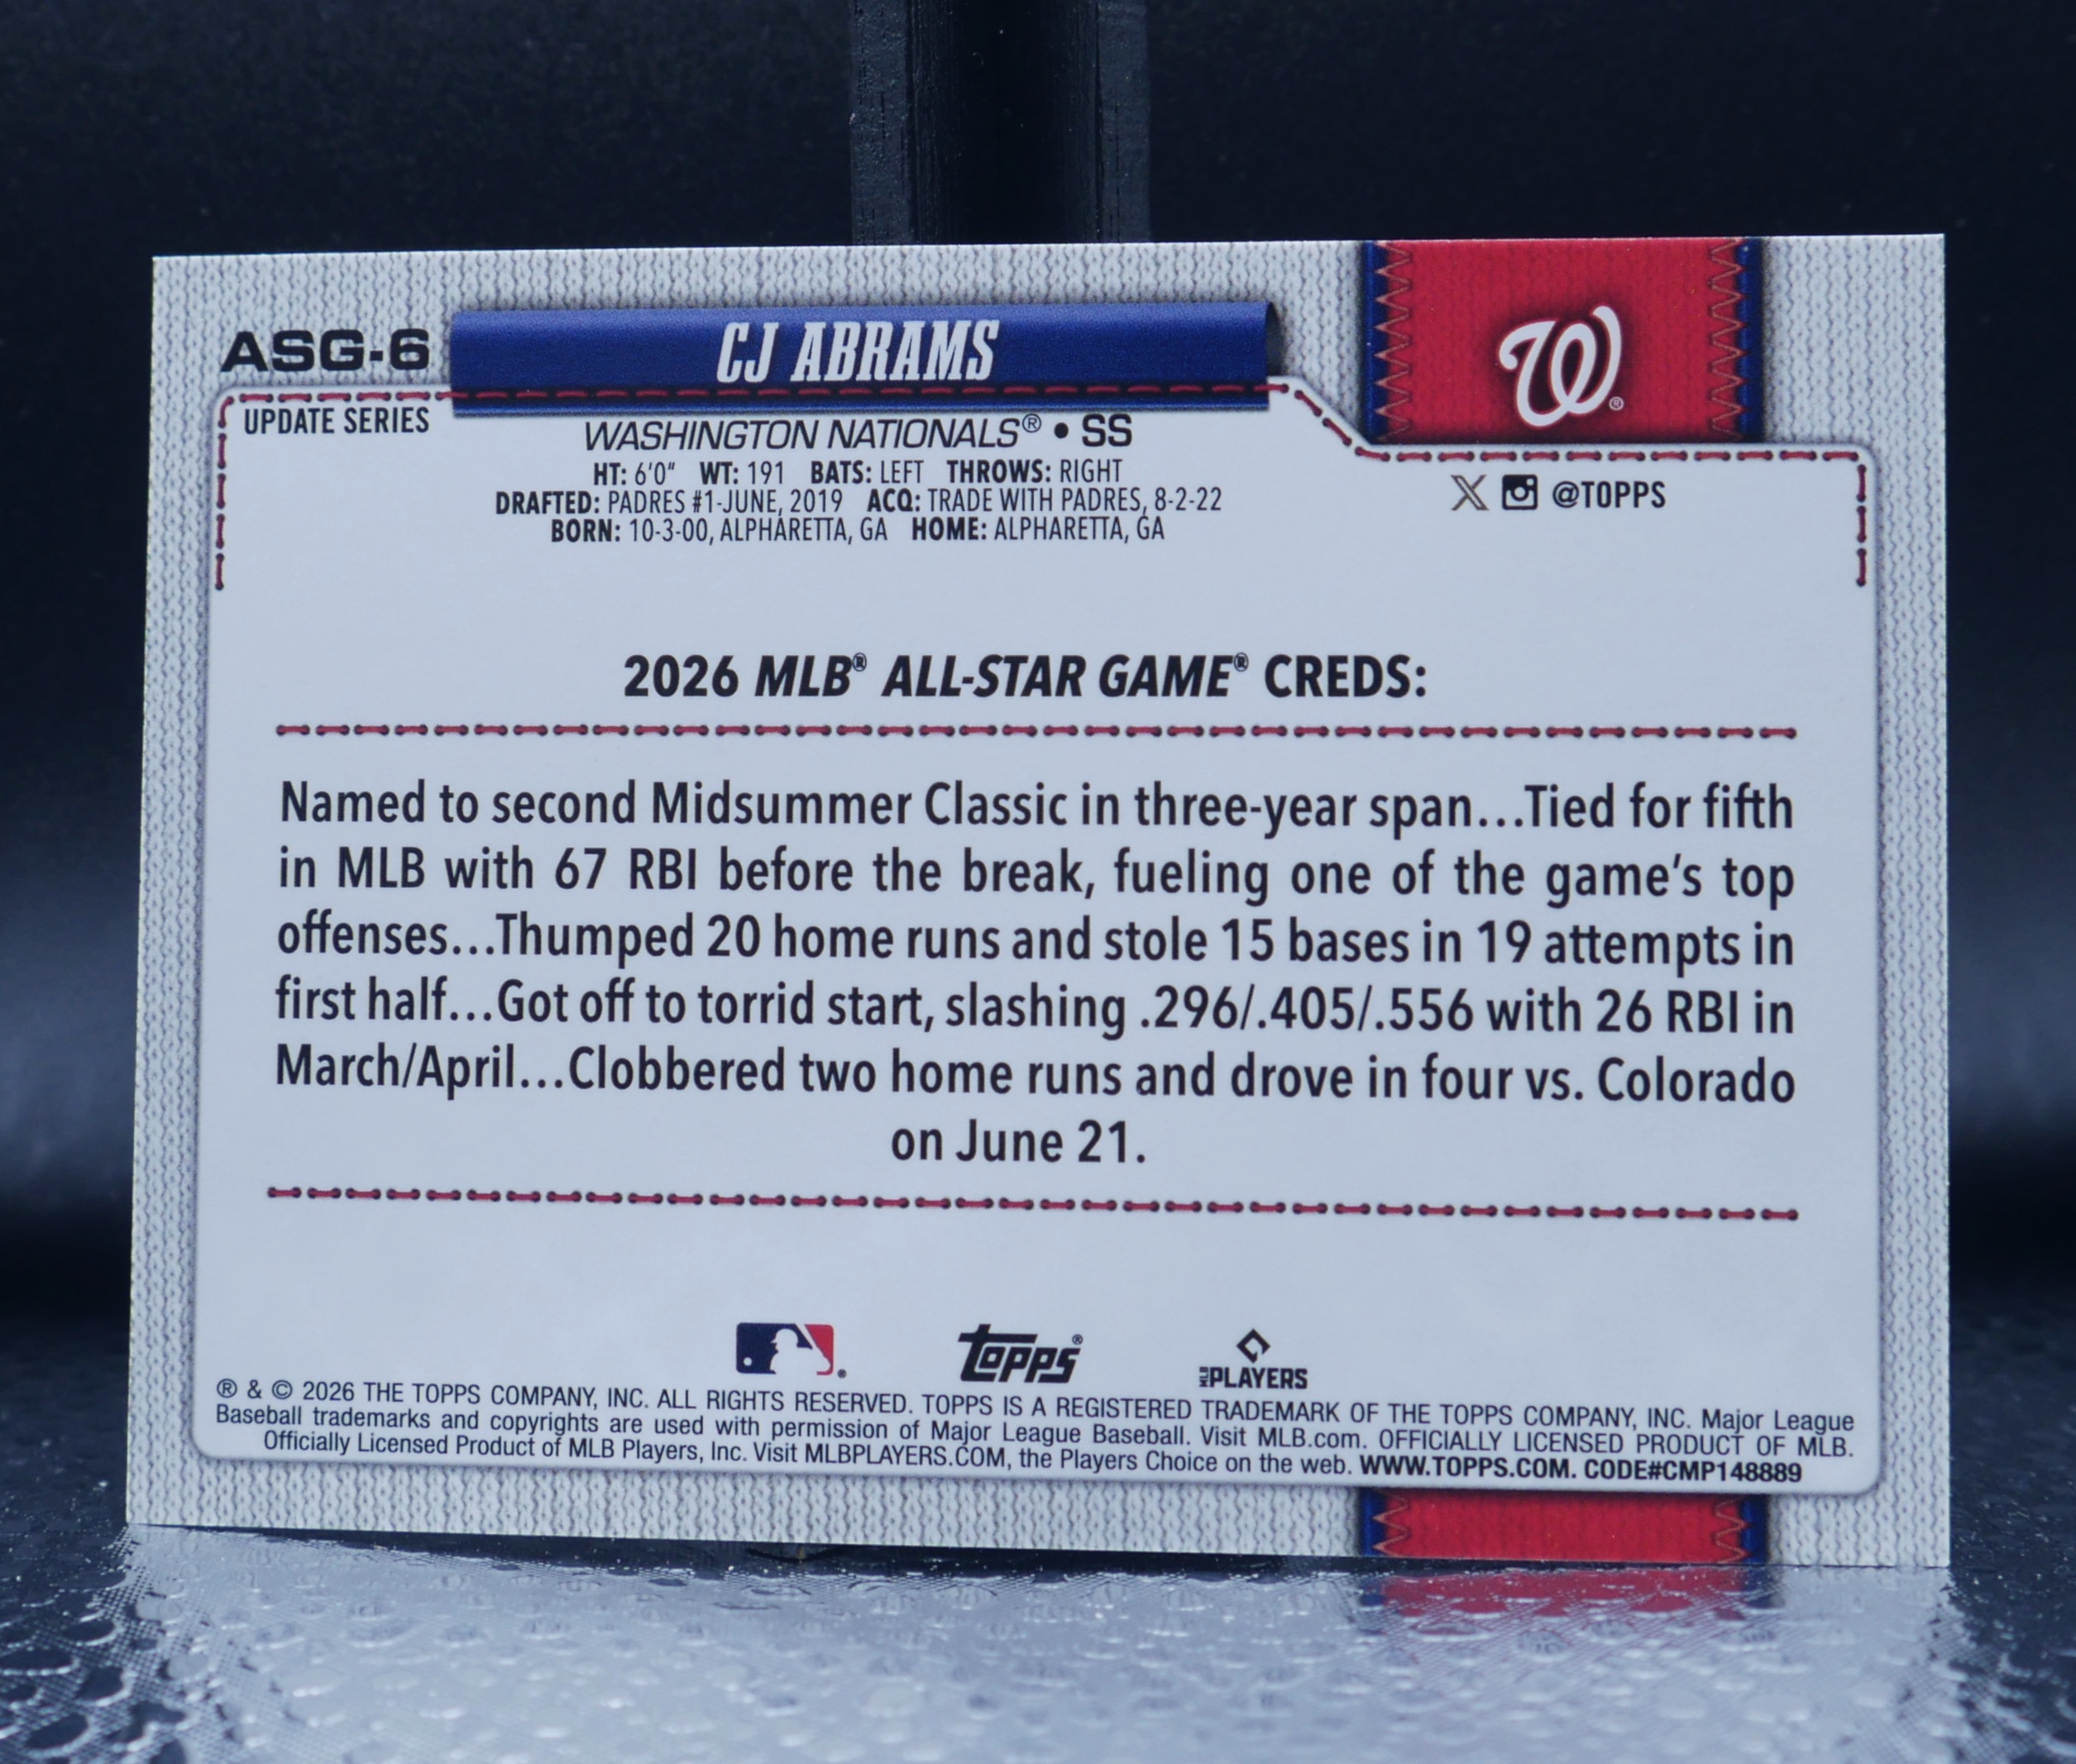 ASG-6
CJ ABRAMS
W®
UPDATE SERIES
WASHINGTON NATIONALS® • SS
HT: 6'0" WT: 191 BATS: LEFT THROWS: RIGHT
DRAFTED: PADRES #1-JUNE, 2019 ACQ: TRADE WITH PADRES, 8-2-22
BORN: 10-3-00, ALPHARETTA, GA HOME: ALPHARETTA, GA
X @TOPPS
2026 MLB® ALL-STAR GAME® CREDS:
Named to second Midsummer Classic in three-year span...Tied for fifth
in MLB with 67 RBI before the break, fueling one of the game's top
offenses...Thumped 20 home runs and stole 15 bases in 19 attempts in
first half...Got off to torrid start, slashing .296/.405/.556 with 26 RBI in
March/April...Clobbered two home runs and drove in four vs. Colorado
on June 21.
Topps® MLB PLAYERS
® & © 2026 THE TOPPS COMPANY, INC. ALL RIGHTS RESERVED. TOPPS IS A REGISTERED TRADEMARK OF THE TOPPS COMPANY, INC. Major League
Baseball trademarks and copyrights are used with permission of Major League Baseball. Visit MLB.com. OFFICIALLY LICENSED PRODUCT OF MLB.
Officially Licensed Product of MLB Players, Inc. Visit MLBPLAYERS.COM, the Players Choice on the web. WWW.TOPPS.COM. CODE#CMP148889